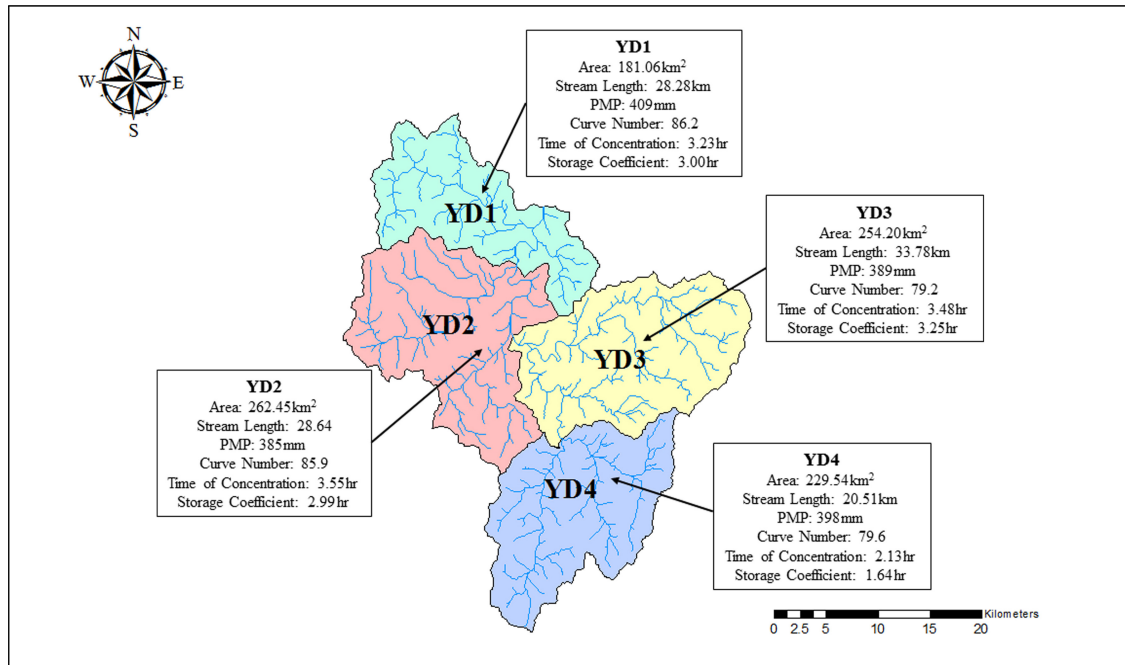 N
W E
S
YD1
Area: 181.06km²
Stream Length: 28.28km
PMP: 409mm
Curve Number: 86.2
Time of Concentration: 3.23hr
Storage Coefficient: 3.00hr
YD1
YD3
Area: 254.20km²
Stream Length: 33.78km
PMP: 389mm
Curve Number: 79.2
Time of Concentration: 3.48hr
Storage Coefficient: 3.25hr
YD2
YD3
YD2
Area: 262.45km²
Stream Length: 28.64
PMP: 385mm
Curve Number: 85.9
Time of Concentration: 3.55hr
Storage Coefficient: 2.99hr
YD4
YD4
Area: 229.54km²
Stream Length: 20.51km
PMP: 398mm
Curve Number: 79.6
Time of Concentration: 2.13hr
Storage Coefficient: 1.64hr
Kilometers
0 2.5 5 10 15 20